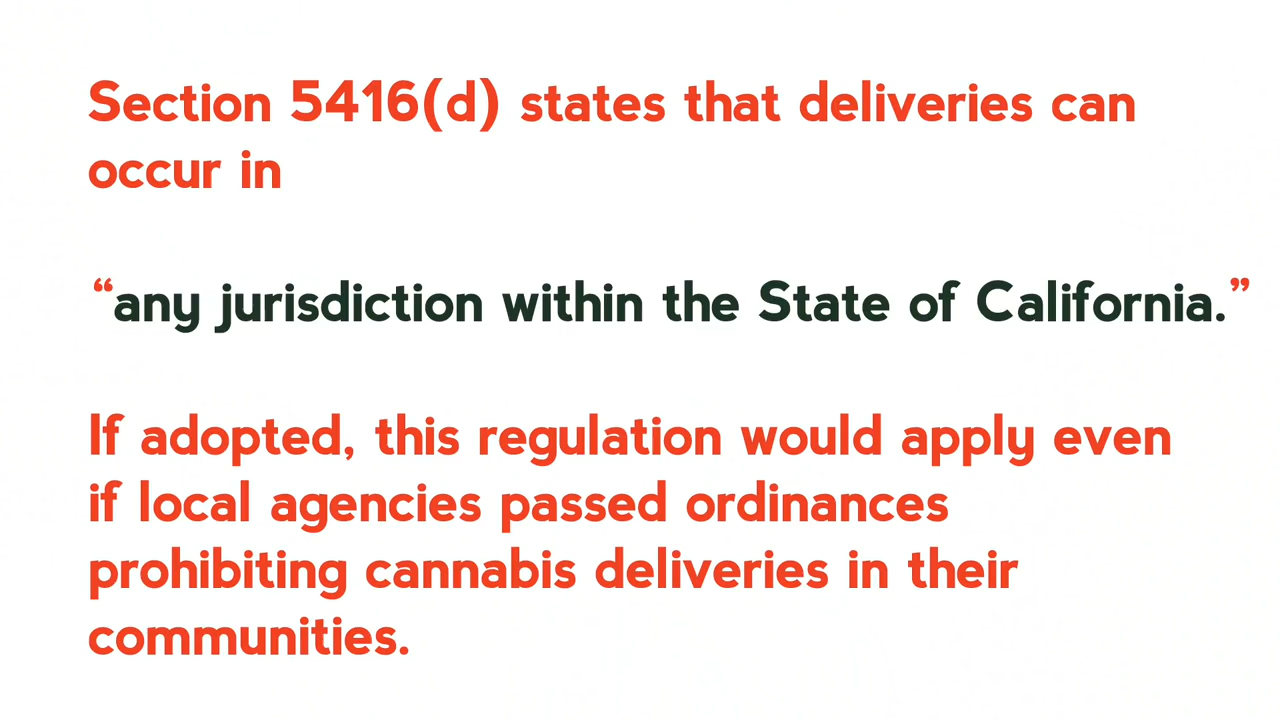 Section 5416(d) states that deliveries can
occur in
“any jurisdiction within the State of California.”
If adopted, this regulation would apply even
if local agencies passed ordinances
prohibiting cannabis deliveries in their
communities.